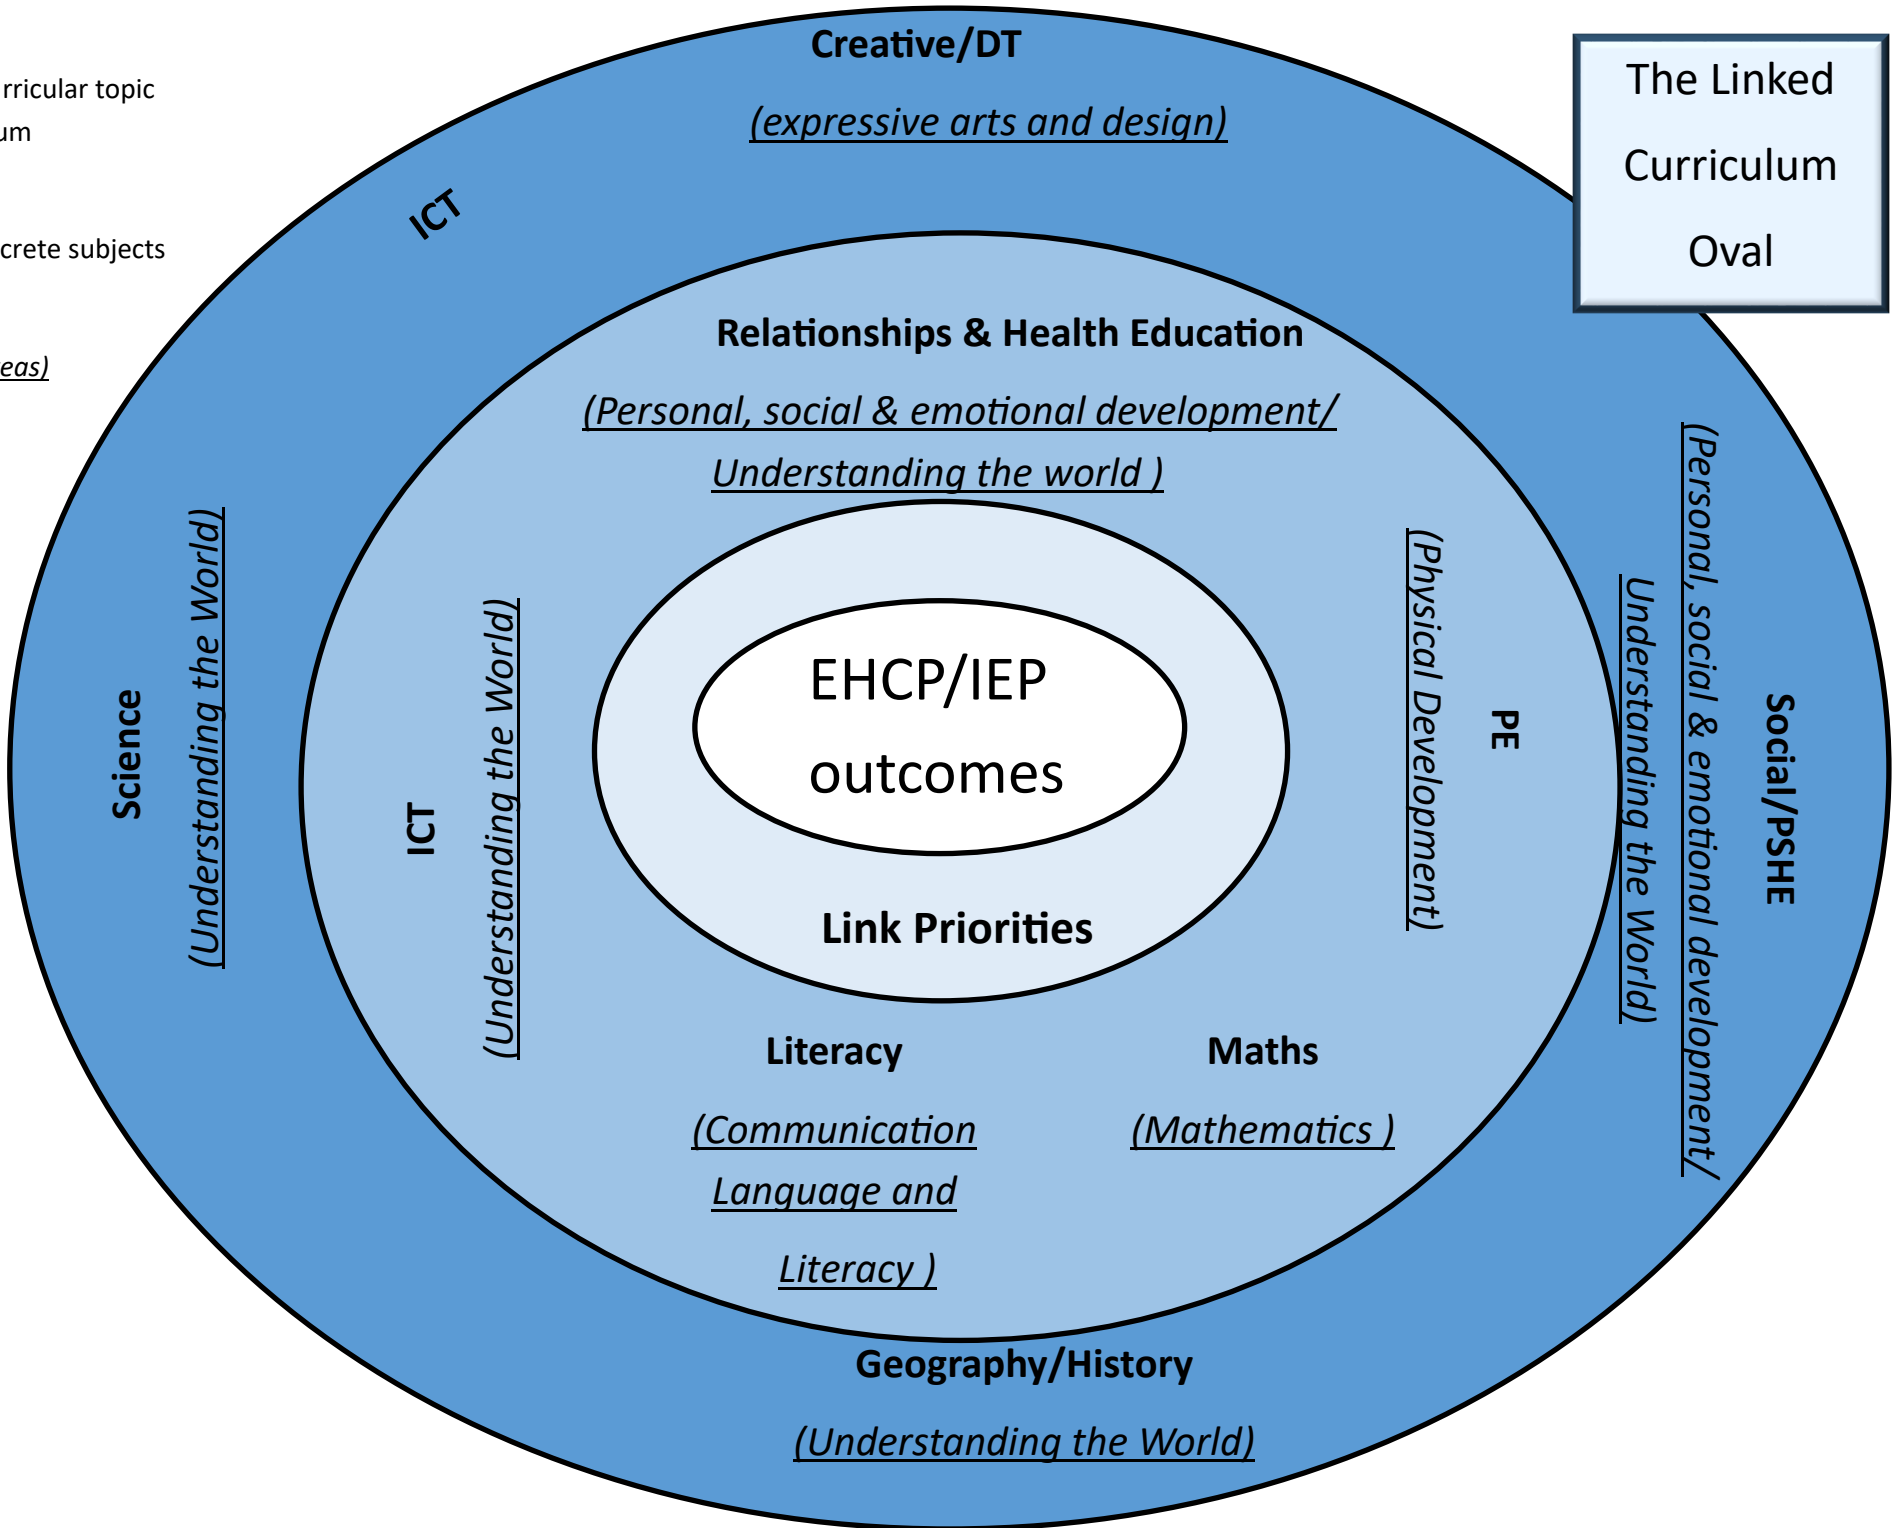 rricular topic
um
crete subjects
eas)
The Linked
Curriculum
Oval
Creative/DT
(expressive arts and design)
ICT
Relationships & Health Education
(Personal, social & emotional development/
Understanding the world )
Science
(Understanding the World)
ICT
(Understanding the World)
EHCP/IEP
outcomes
Link Priorities
PE
(Physical Development)
Social/PSHE
(Personal, social & emotional development/
Understanding the World)
Literacy
(Communication
Language and
Literacy )
Maths
(Mathematics )
Geography/History
(Understanding the World)